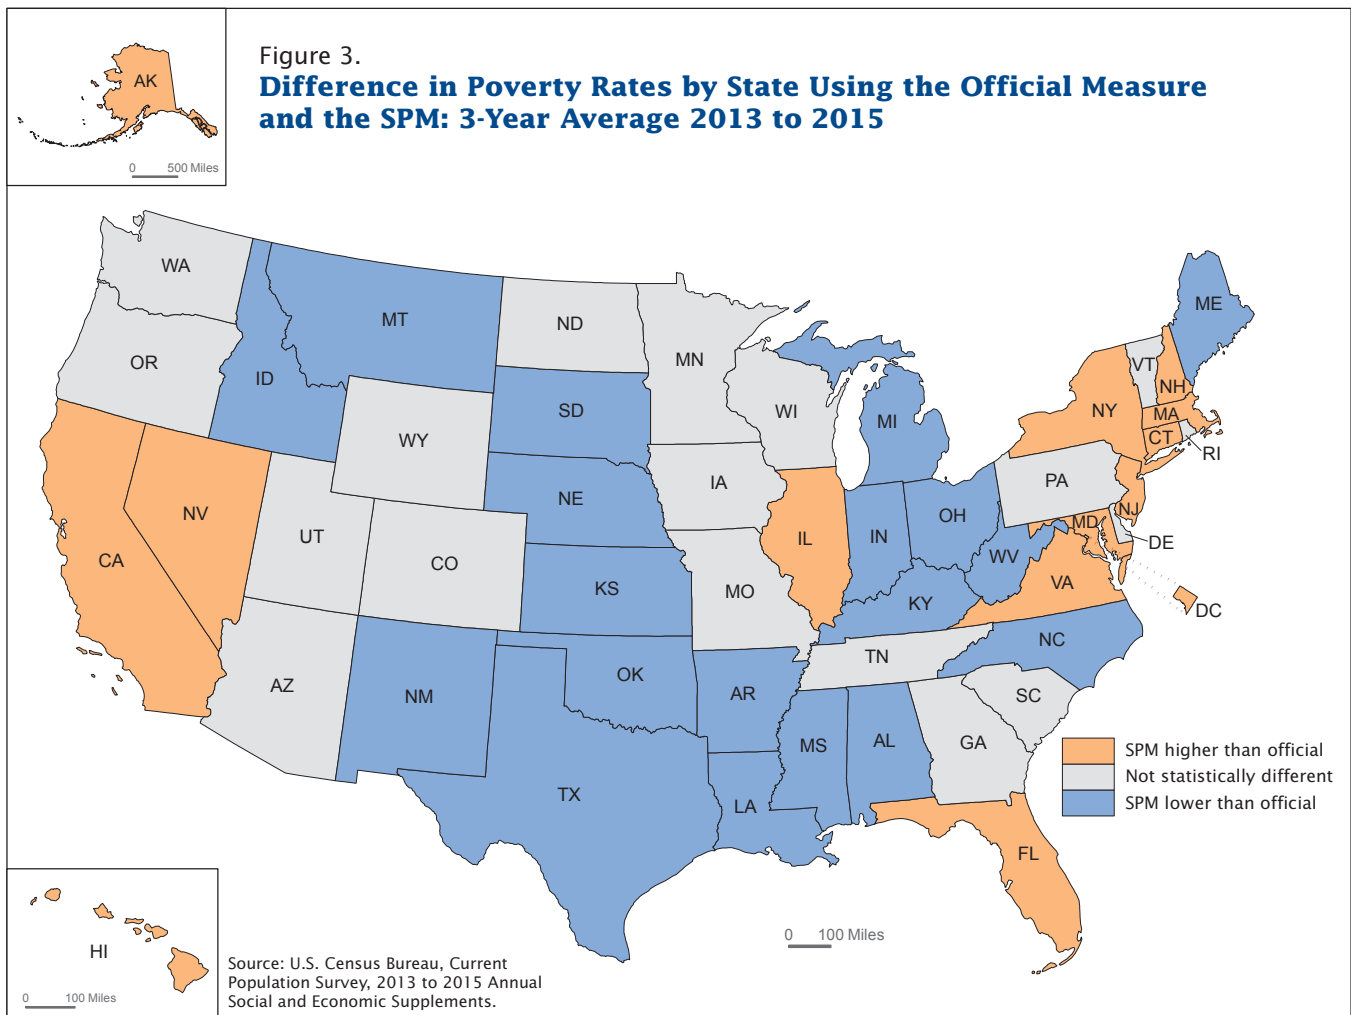 AK
0 500 Miles
Figure 3.
Difference in Poverty Rates by State Using the Official Measure
and the SPM: 3-Year Average 2013 to 2015
WA
MT
ND
MN
ME
OR
ID
SD
WI
MI
VT
NH
NY
MA
CT
RI
WY
IA
PA
NJ
NE
NV
UT
CO
IL
IN
OH
MD
DE
CA
KS
MO
WV
VA
KY
DC
NC
TN
AZ
NM
OK
AR
SC
MS
AL
GA
TX
LA
FL
SPM higher than official
Not statistically different
SPM lower than official
0 100 Miles
HI
0 100 Miles
Source: U.S. Census Bureau, Current
Population Survey, 2013 to 2015 Annual
Social and Economic Supplements.